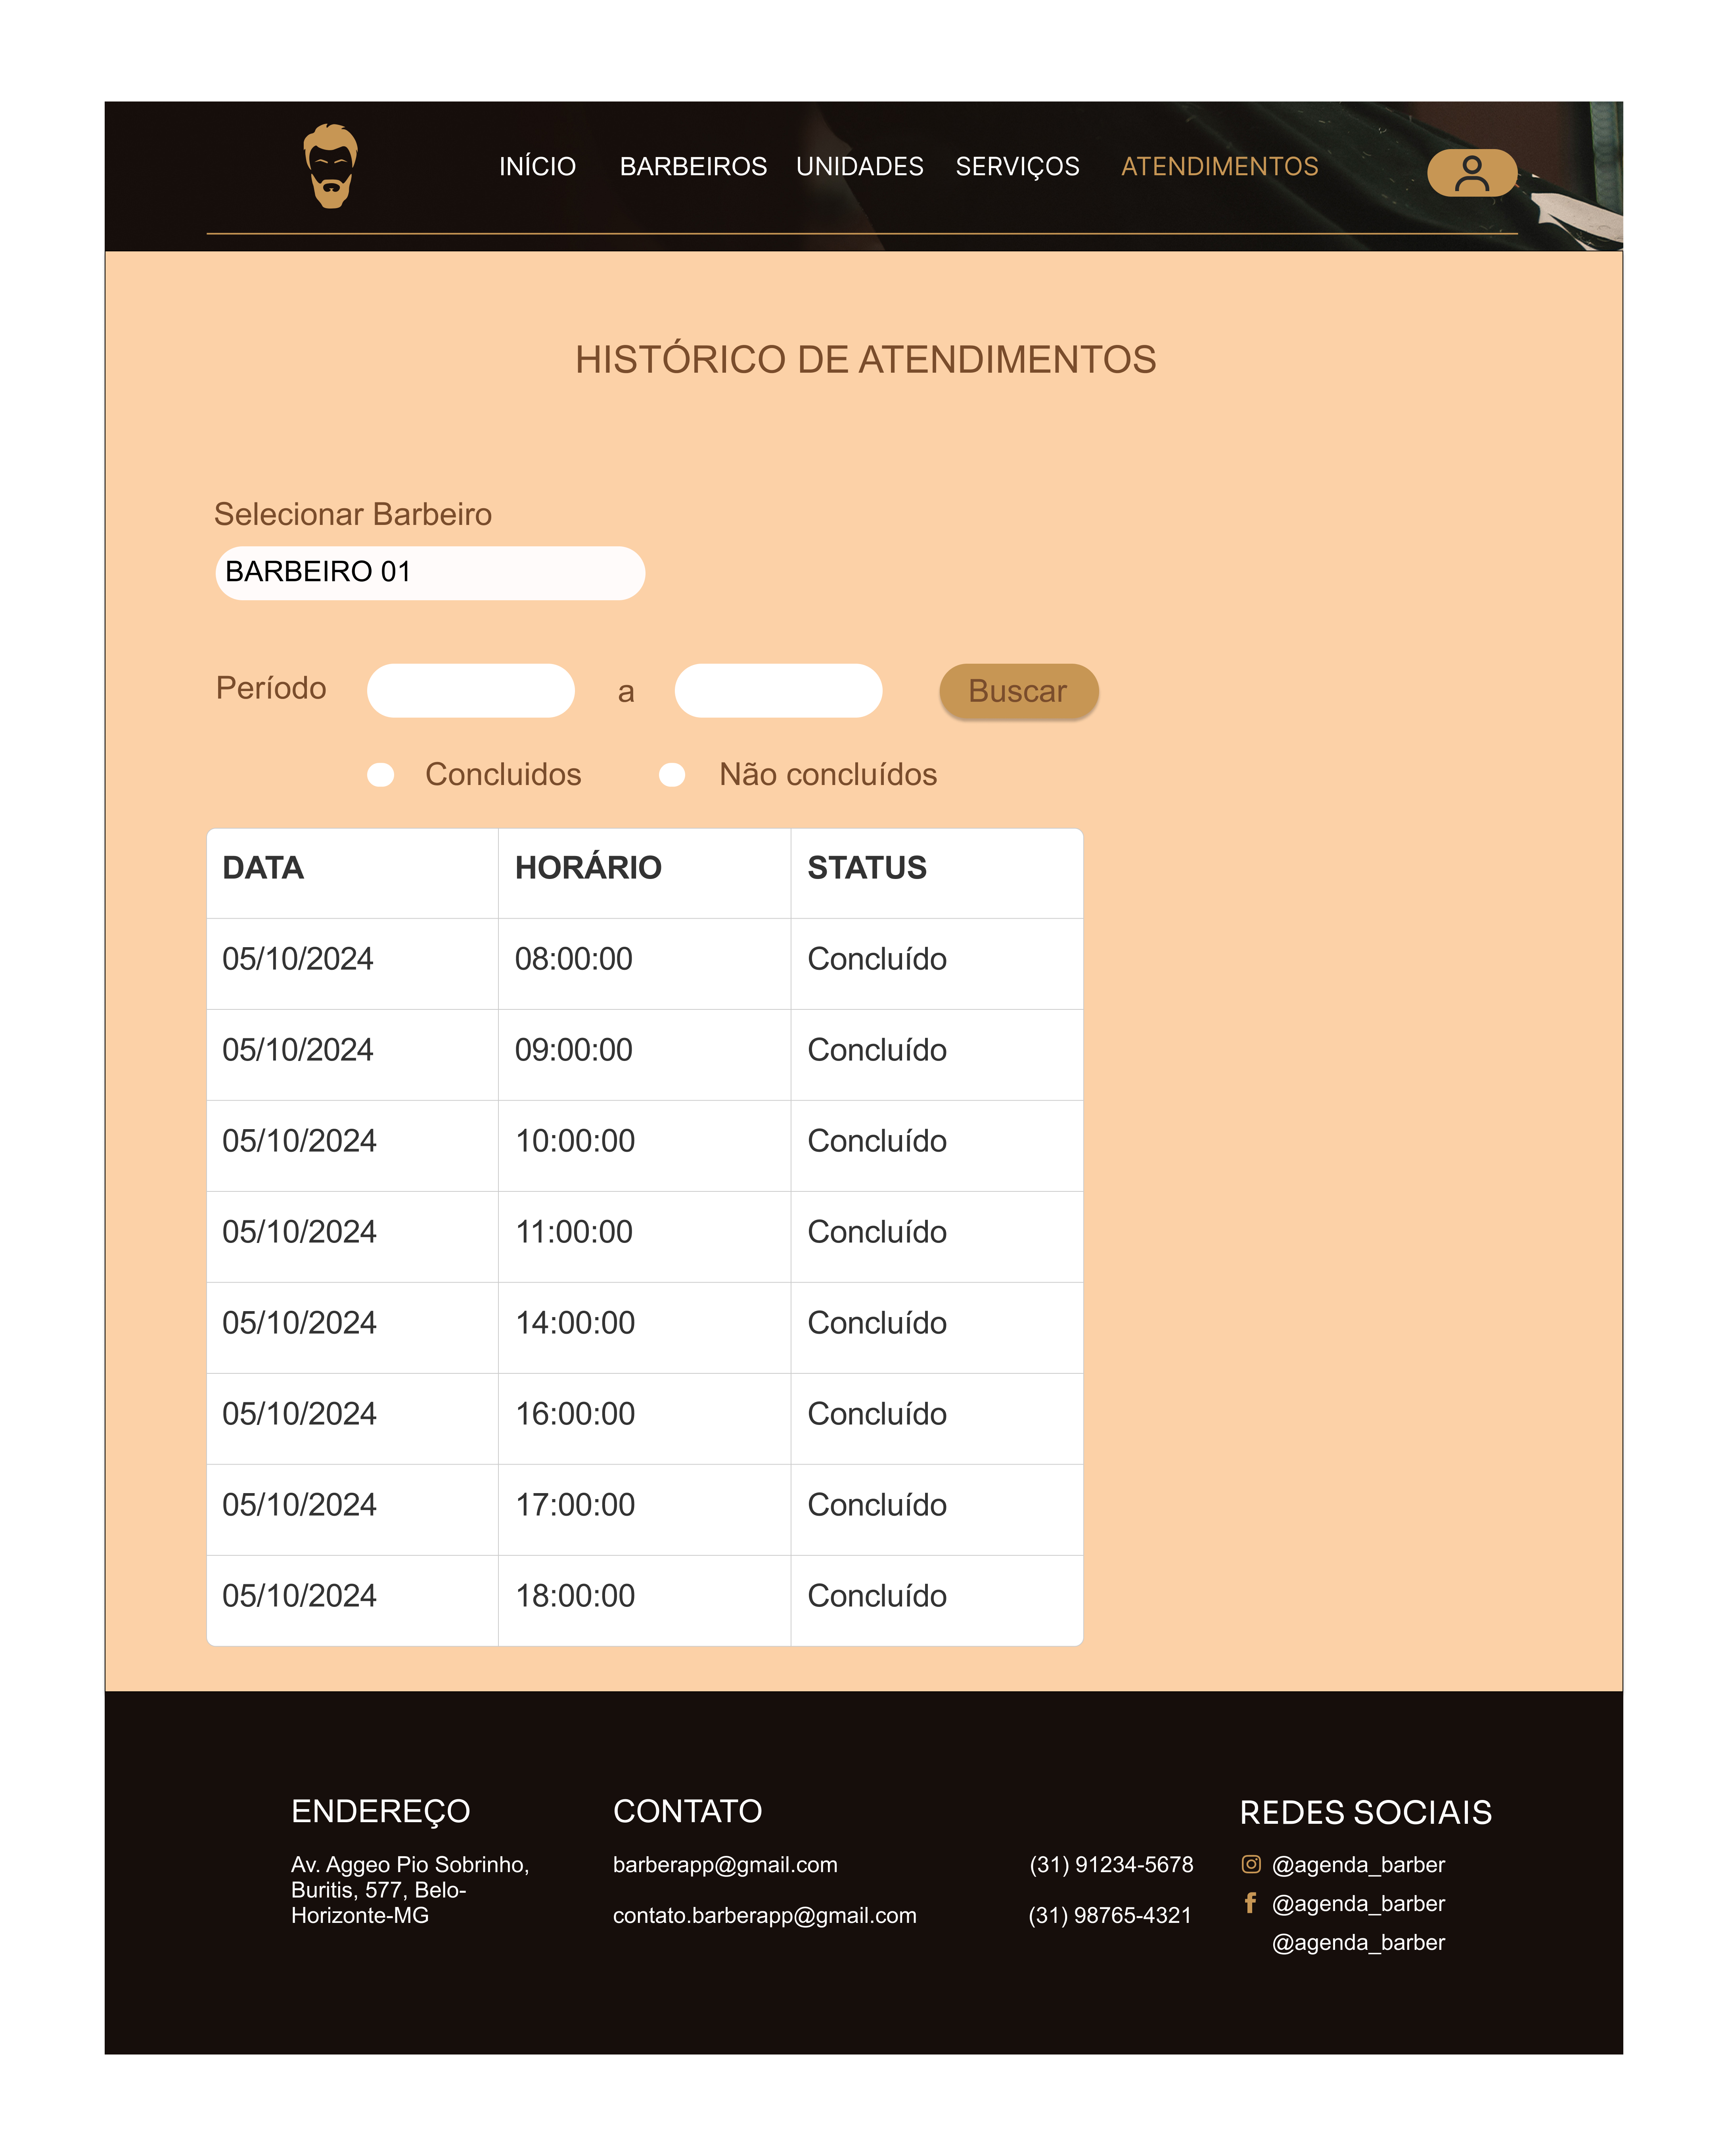 INÍCIO BARBEIROS UNIDADES SERVIÇOS ATENDIMENTOS
HISTÓRICO DE ATENDIMENTOS
Selecionar Barbeiro
BARBEIRO 01
Período a Buscar
Concluidos Não concluídos
DATA HORÁRIO STATUS
05/10/2024 08:00:00 Concluído
05/10/2024 09:00:00 Concluído
05/10/2024 10:00:00 Concluído
05/10/2024 11:00:00 Concluído
05/10/2024 14:00:00 Concluído
05/10/2024 16:00:00 Concluído
05/10/2024 17:00:00 Concluído
05/10/2024 18:00:00 Concluído
ENDEREÇO
Av. Aggeo Pio Sobrinho,
Buritis, 577, Belo-
Horizonte-MG
CONTATO
barberapp@gmail.com (31) 91234-5678
contato.barberapp@gmail.com (31) 98765-4321
REDES SOCIAIS
@agenda_barber
@agenda_barber
@agenda_barber